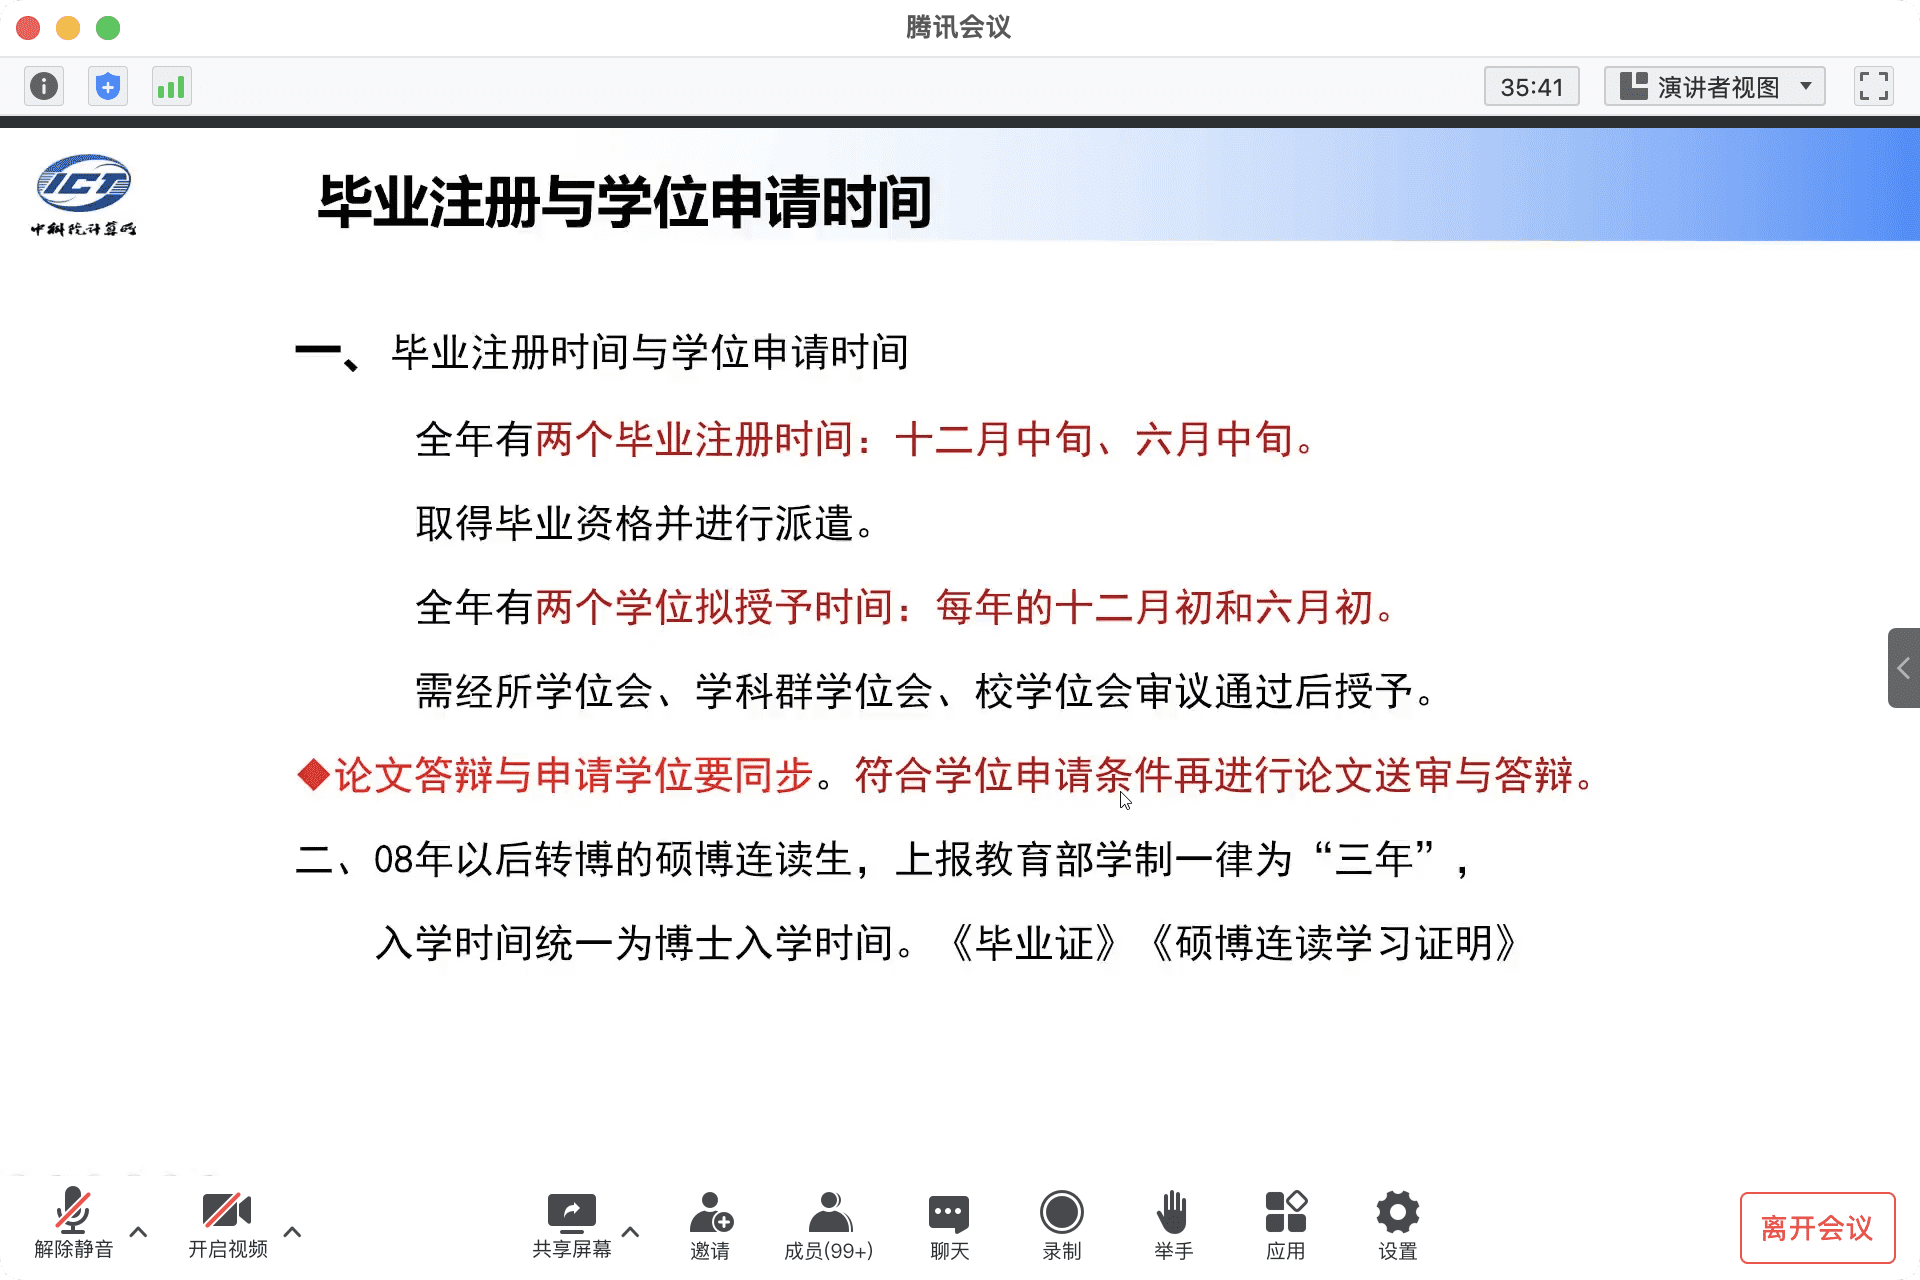 腾讯会议
35:41
演讲者视图
ICT
中科院计算所
毕业注册与学位申请时间
一、毕业注册时间与学位申请时间
全年有两个毕业注册时间：十二月中旬、六月中旬。
取得毕业资格并进行派遣。
全年有两个学位拟授予时间：每年的十二月初和六月初。
需经所学位会、学科群学位会、校学位会审议通过后授予。
◆论文答辩与申请学位要同步。符合学位申请条件再进行论文送审与答辩。
二、08年以后转博的硕博连读生，上报教育部学制一律为“三年”，
入学时间统一为博士入学时间。《毕业证》《硕博连读学习证明》
解除静音
开启视频
共享屏幕
邀请
成员(99+)
聊天
录制
举手
应用
设置
离开会议